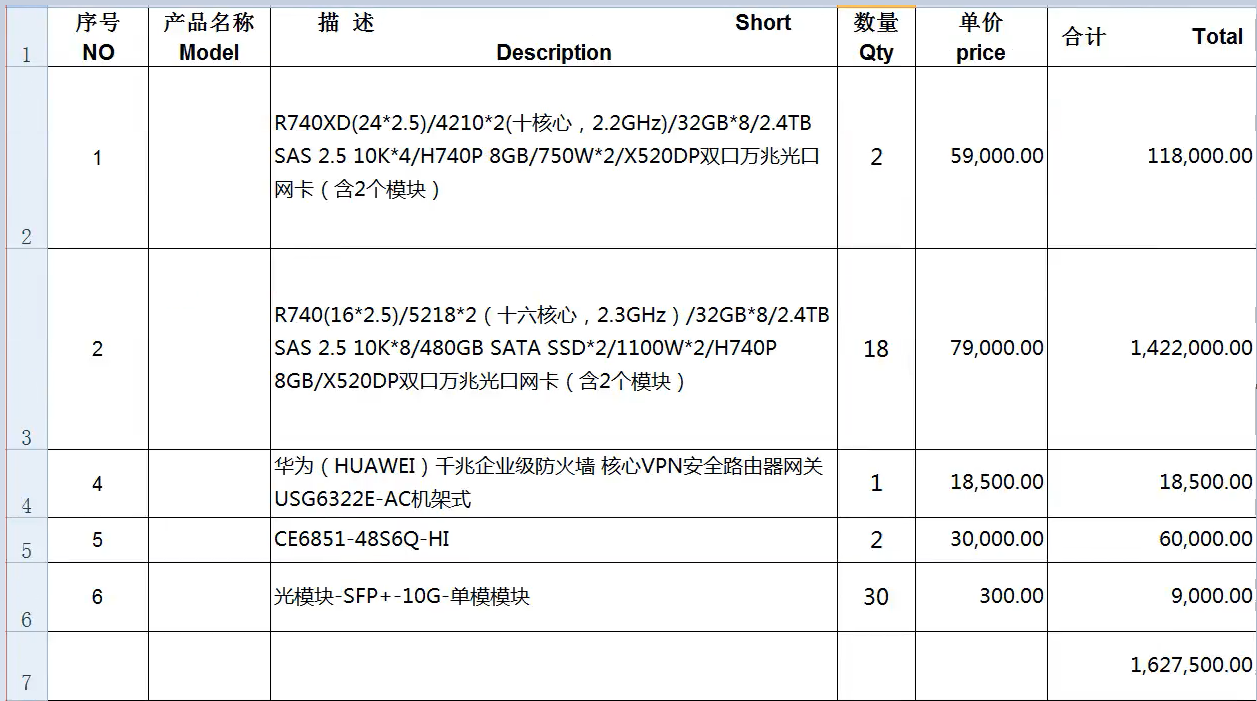 序号 产品名称 描 述 Short 数量 单价 合计 Total
1 NO Model Description Qty price
1 R740XD(24*2.5)/4210*2(十核心，2.2GHz)/32GB*8/2.4TB
SAS 2.5 10K*4/H740P 8GB/750W*2/X520DP双口万兆光口
网卡（含2个模块） 2 59,000.00 118,000.00
2
2 R740(16*2.5)/5218*2（十六核心，2.3GHz）/32GB*8/2.4TB
SAS 2.5 10K*8/480GB SATA SSD*2/1100W*2/H740P
8GB/X520DP双口万兆光口网卡（含2个模块） 18 79,000.00 1,422,000.00
3
4 华为（HUAWEI）千兆企业级防火墙 核心VPN安全路由器网关
USG6322E-AC机架式 1 18,500.00 18,500.00
4
5 CE6851-48S6Q-HI 2 30,000.00 60,000.00
5
6 光模块-SFP+-10G-单模模块 30 300.00 9,000.00
6
1,627,500.00
7